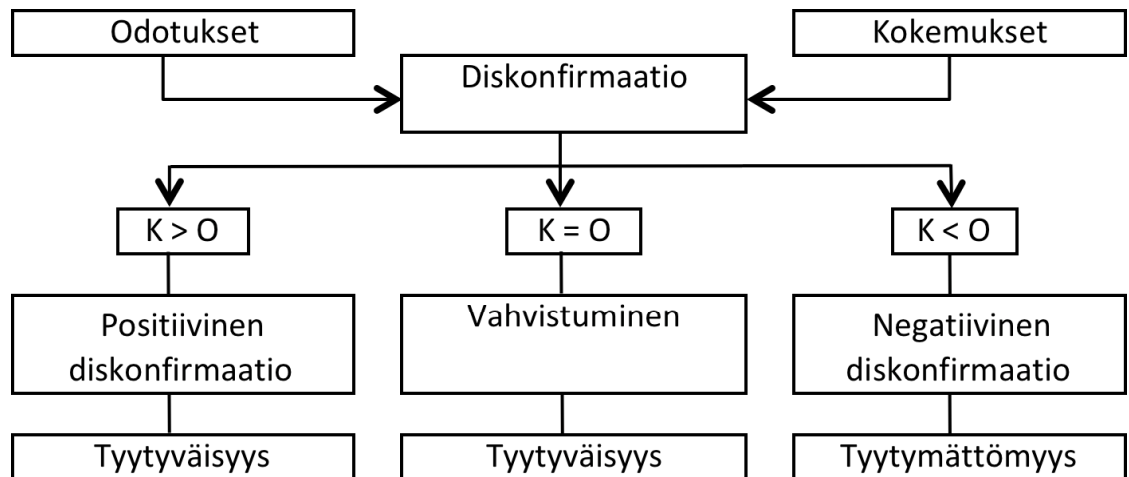 Odotukset
Kokemukset
Diskonfirmaatio
K > O
K = O
K < O
Positiivinen
diskonfirmaatio
Vahvistuminen
Negatiivinen
diskonfirmaatio
Tyytyväisyys
Tyytyväisyys
Tyytymättömyys